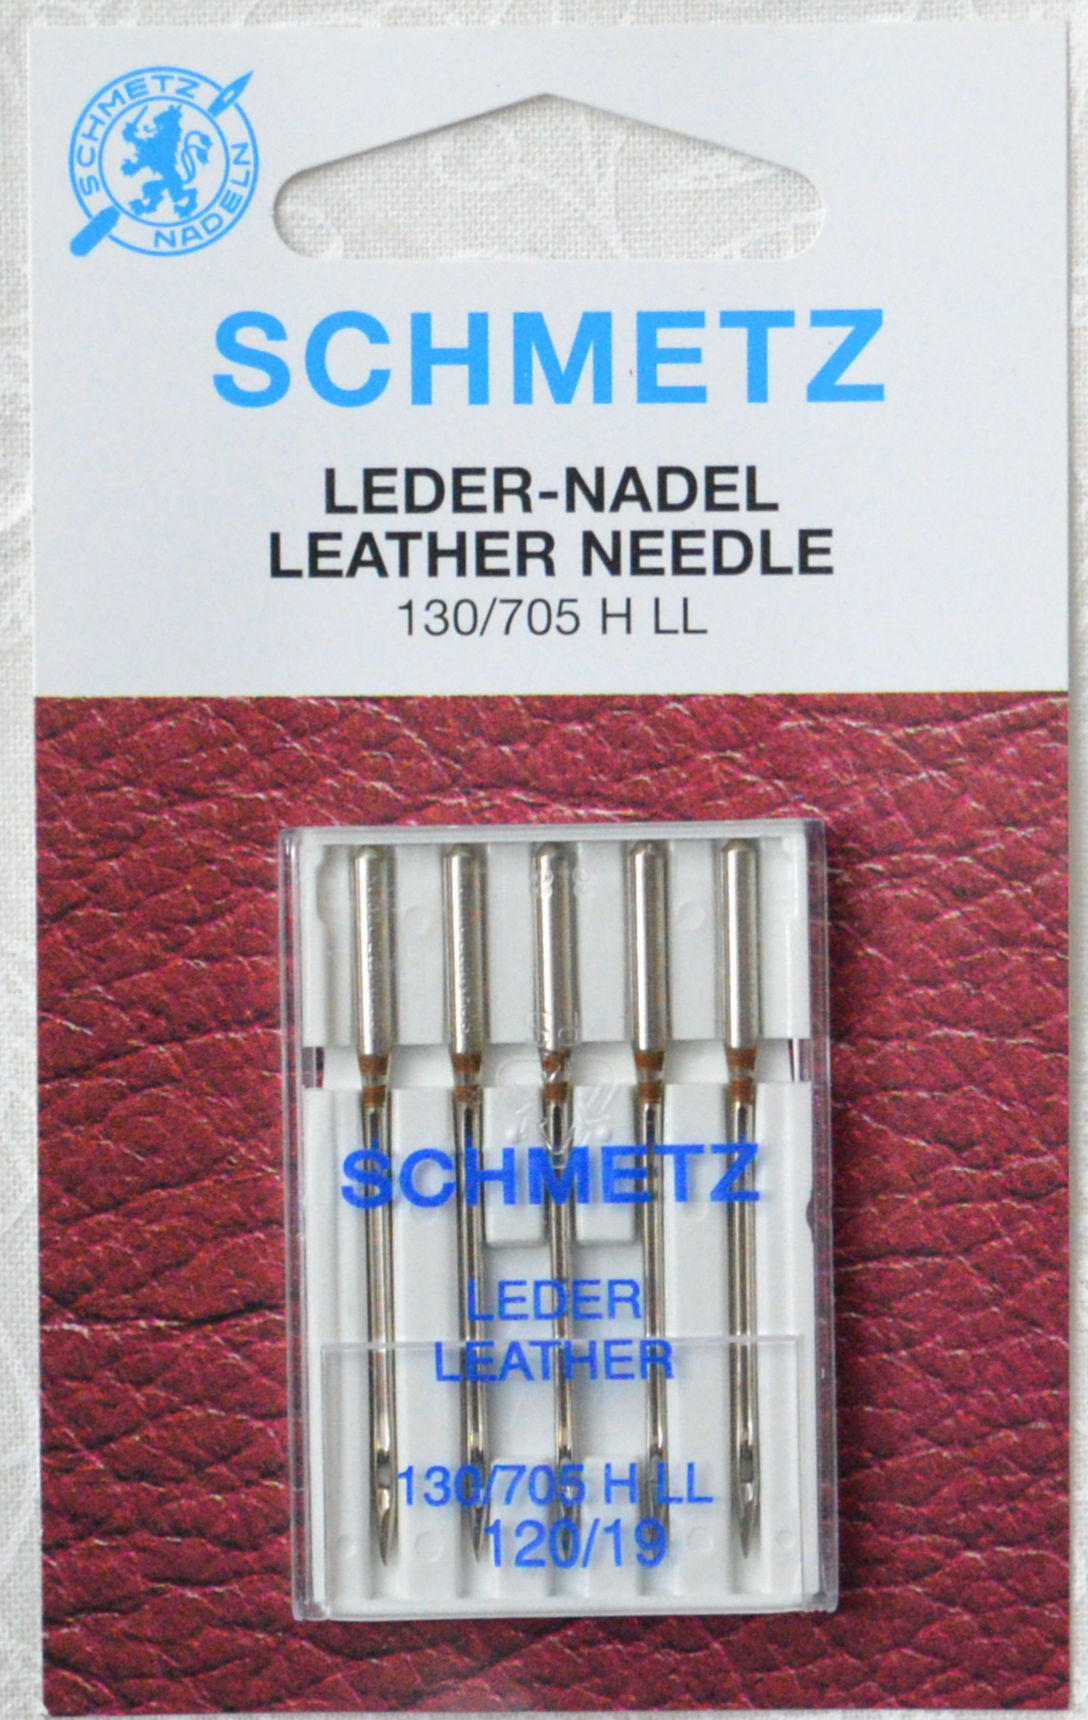 SCHMETZ
NADELN
SCHMETZ
LEDER-NADEL
LEATHER NEEDLE
130/705 H LL
SCHMETZ
LEDER
LEATHER
130/705 H LL
120/19